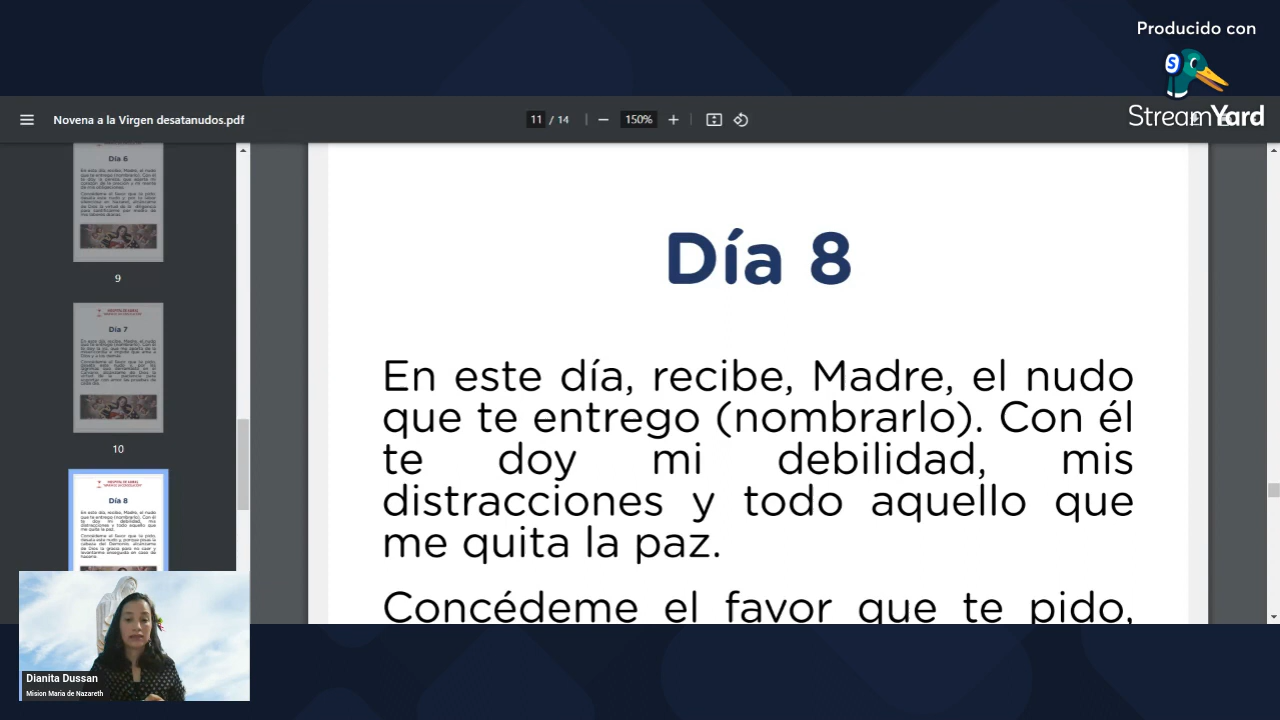 Producido con
StreamYard
Novena a la Virgen desatanudos.pdf
11 / 14
150%
Día 6
9
Día 7
10
Día 8
Día 8
En este día, recibe, Madre, el nudo
que te entrego (nombrarlo). Con él
te doy mi debilidad, mis
distracciones y todo aquello que
me quita la paz.
Concédeme el favor que te pido,
Dianita Dussan
Mision Maria de Nazareth